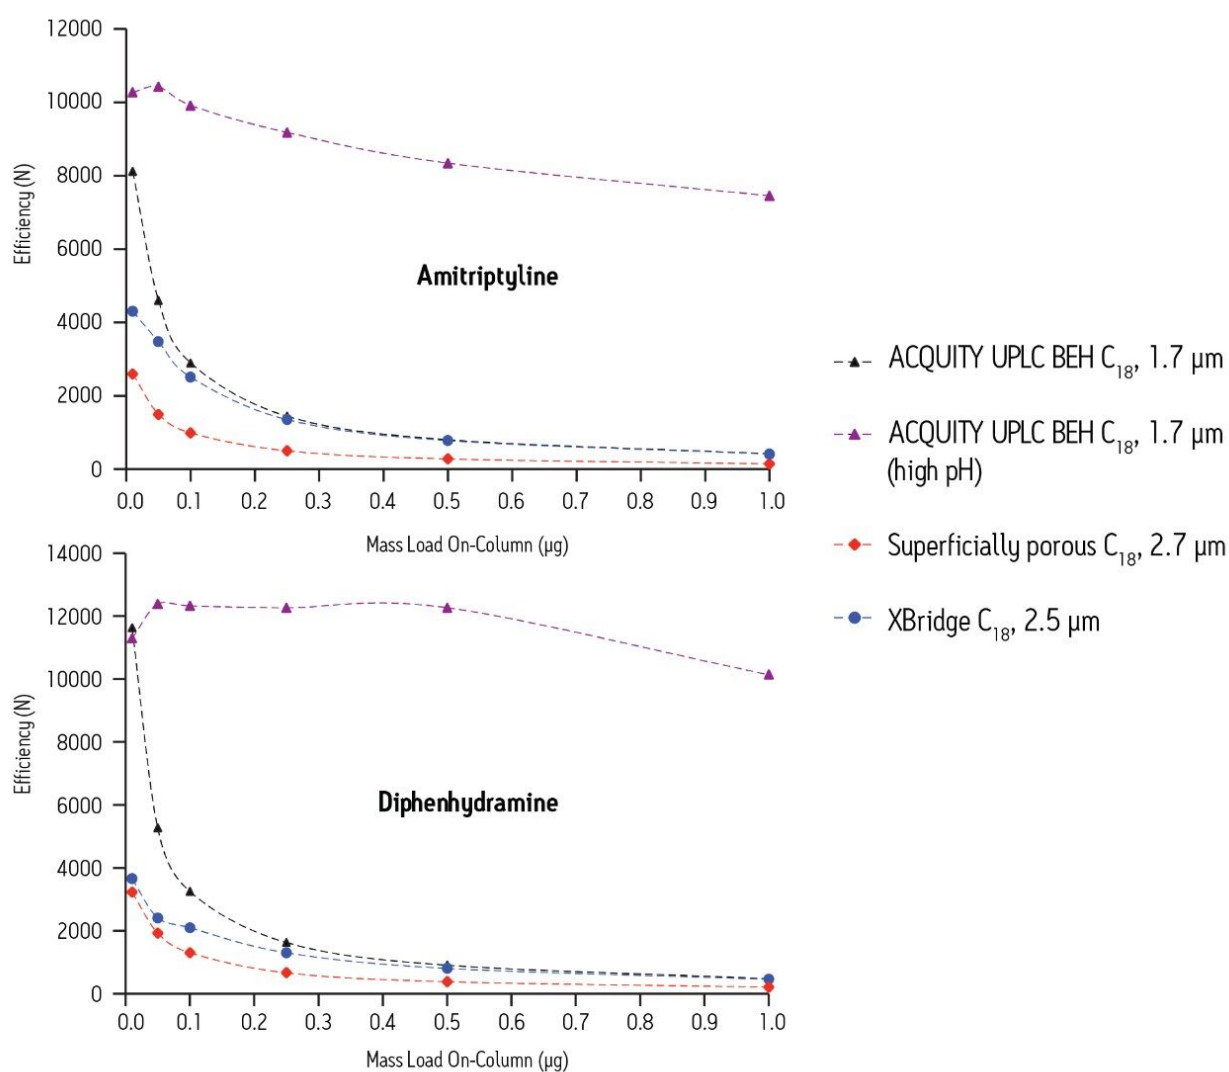 12000
10000
8000
6000
4000
2000
0
Efficiency (N)
Amitriptyline
0.0 0.1 0.2 0.3 0.4 0.5 0.6 0.7 0.8 0.9 1.0
Mass Load On-Column (µg)
ACQUITY UPLC BEH C18, 1.7 µm
ACQUITY UPLC BEH C18, 1.7 µm
(high pH)
Superficially porous C18, 2.7 µm
XBridge C18, 2.5 µm
14000
12000
10000
8000
6000
4000
2000
0
Efficiency (N)
Diphenhydramine
0.0 0.1 0.2 0.3 0.4 0.5 0.6 0.7 0.8 0.9 1.0
Mass Load On-Column (µg)